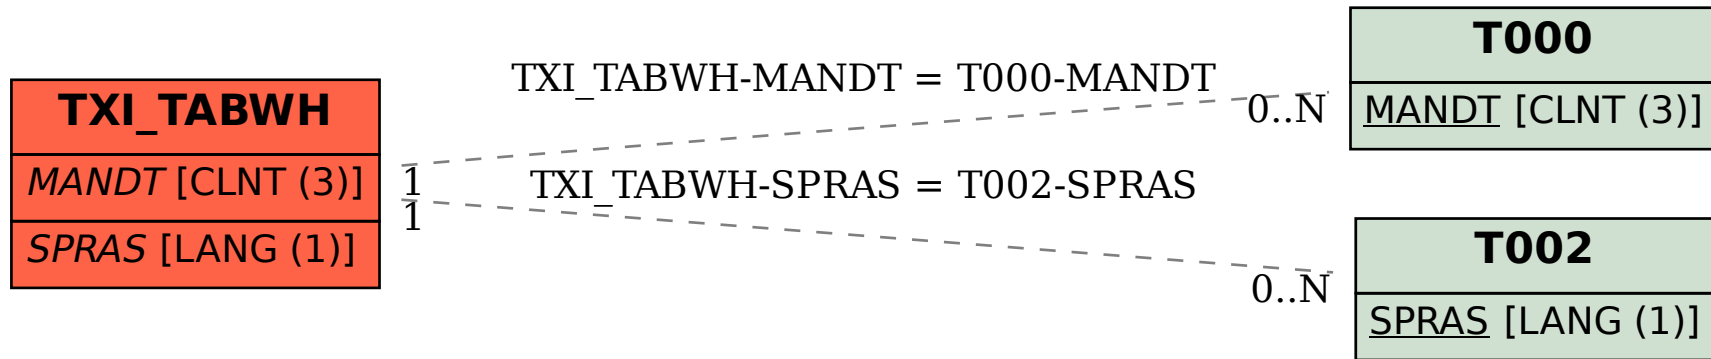 TXI_TABWH
MANDT [CLNT (3)]
SPRAS [LANG (1)]
TXI_TABWH-MANDT = T000-MANDT
1
0..N
TXI_TABWH-SPRAS = T002-SPRAS
1
0..N
T000
MANDT [CLNT (3)]
T002
SPRAS [LANG (1)]